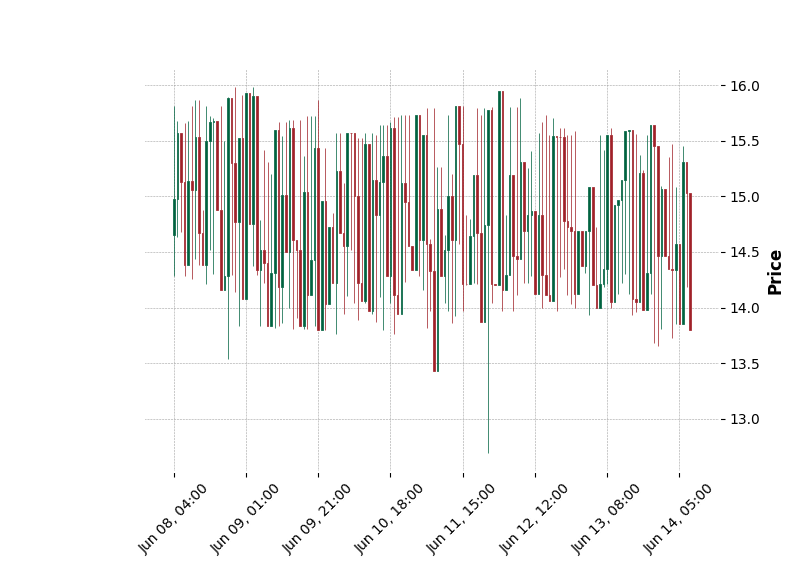 16.0
15.5
15.0
14.5
14.0
13.5
13.0
Price
Jun 08, 04:00
Jun 09, 01:00
Jun 09, 21:00
Jun 10, 18:00
Jun 11, 15:00
Jun 12, 12:00
Jun 13, 08:00
Jun 14, 05:00